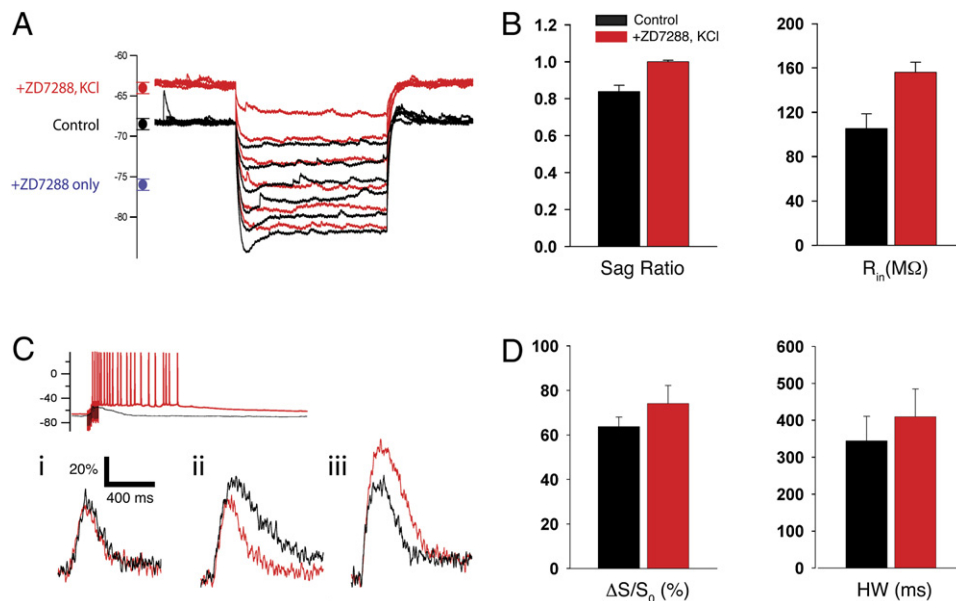 A
-60
-65
-70
-75
-80
+ZD7288, KCl
Control
+ZD7288 only
B
Control
+ZD7288, KCl
1.2
1.0
0.8
0.6
0.4
0.2
0.0
Sag Ratio
200
160
120
80
40
0
R_in(MΩ)
C
0
-40
-80
i
20%
400 ms
ii
iii
D
100
80
60
40
20
0
ΔS/S₀ (%)
600
500
400
300
200
100
0
HW (ms)